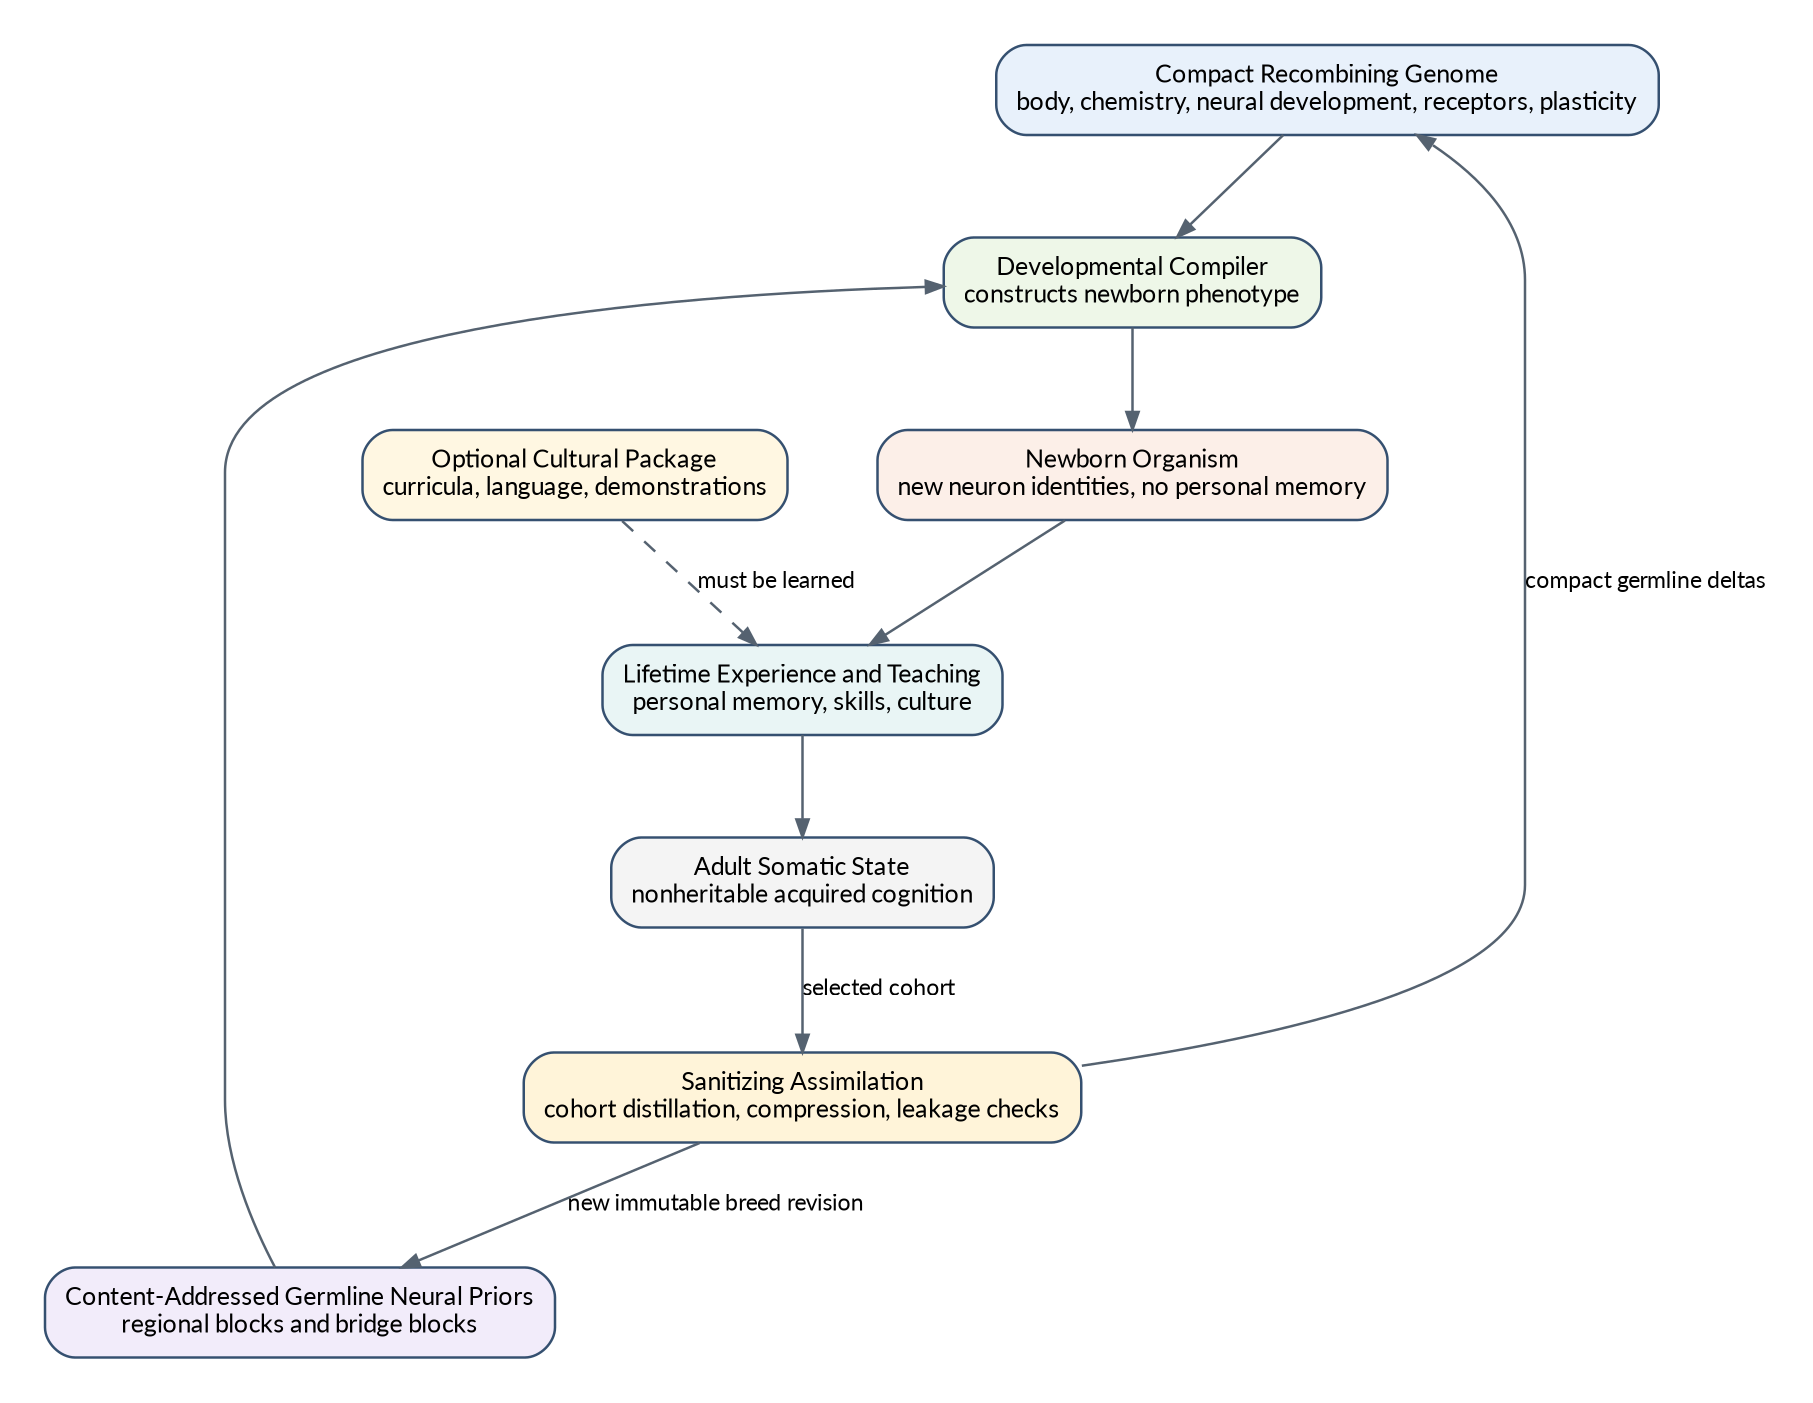 Compact Recombining Genome
body, chemistry, neural development, receptors, plasticity
Developmental Compiler
constructs newborn phenotype
Optional Cultural Package
curricula, language, demonstrations
Newborn Organism
new neuron identities, no personal memory
must be learned
compact germline deltas
Lifetime Experience and Teaching
personal memory, skills, culture
Adult Somatic State
nonheritable acquired cognition
selected cohort
Sanitizing Assimilation
cohort distillation, compression, leakage checks
new immutable breed revision
Content-Addressed Germline Neural Priors
regional blocks and bridge blocks